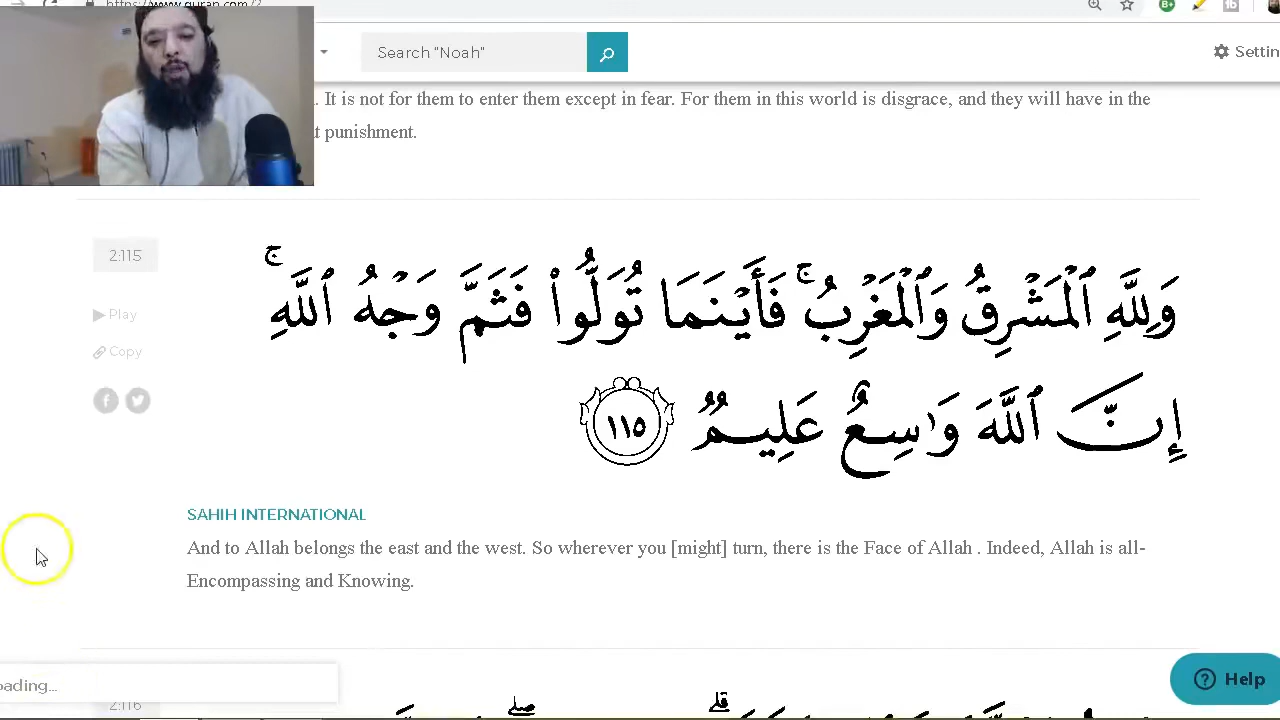 https://www.quran.com/2
Search "Noah"
. It is not for them to enter them except in fear. For them in this world is disgrace, and they will have in the
punishment.
2:115
Play
Copy
وَلِلَّهِ ٱلْمَشْرِقُ وَٱلْمَغْرِبُ ۚ فَأَيْنَمَا تُوَلُّوا۟ فَثَمَّ وَجْهُ ٱللَّهِ ۚ
إِنَّ ٱللَّهَ وَٰسِعٌ عَلِيمٌ ١١٥
SAHIH INTERNATIONAL
And to Allah belongs the east and the west. So wherever you [might] turn, there is the Face of Allah . Indeed, Allah is all-
Encompassing and Knowing.
oading...
Help
2:116